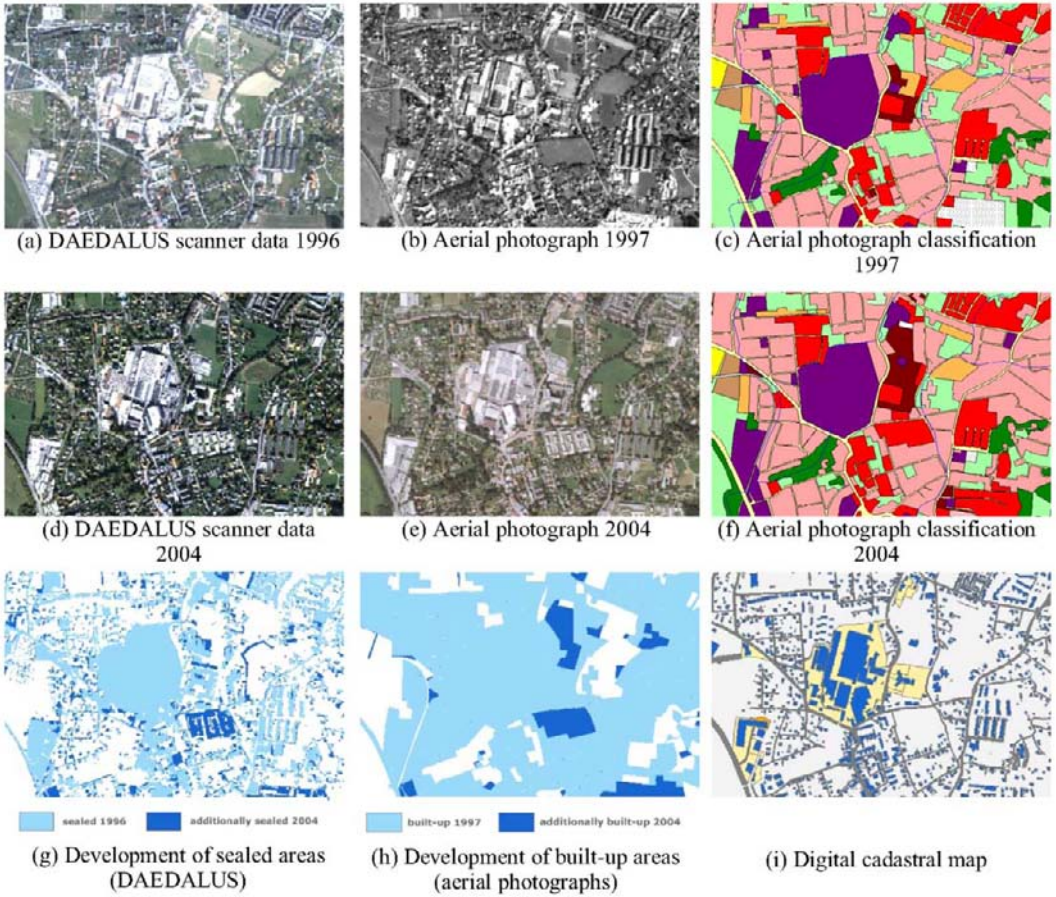 (a) DAEDALUS scanner data 1996
(b) Aerial photograph 1997
(c) Aerial photograph classification
1997
(d) DAEDALUS scanner data
2004
(e) Aerial photograph 2004
(f) Aerial photograph classification
2004
sealed 1996
additionally sealed 2004
built-up 1997
additionally built-up 2004
(g) Development of sealed areas
(DAEDALUS)
(h) Development of built-up areas
(aerial photographs)
(i) Digital cadastral map